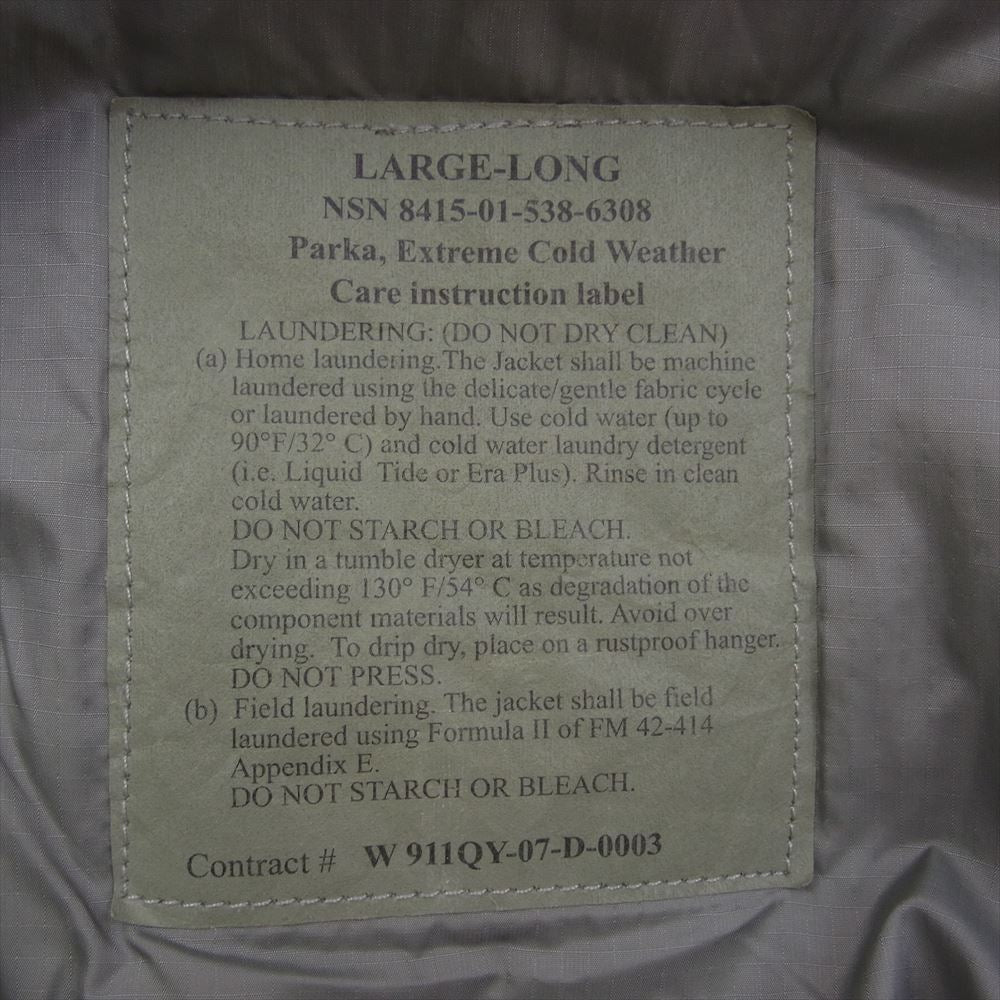 LARGE-LONG
NSN 8415-01-538-6308
Parka, Extreme Cold Weather
Care instruction label
LAUNDERING: (DO NOT DRY CLEAN)
(a) Home laundering.The Jacket shall be machine
laundered using the delicate/gentle fabric cycle
or laundered by hand. Use cold water (up to
90°F/32° C) and cold water laundry detergent
(i.e. Liquid Tide or Era Plus). Rinse in clean
cold water.
DO NOT STARCH OR BLEACH.
Dry in a tumble dryer at temperature not
exceeding 130° F/54° C as degradation of the
component materials will result. Avoid over
drying. To drip dry, place on a rustproof hanger.
DO NOT PRESS.
(b) Field laundering. The jacket shall be field
laundered using Formula II of FM 42-414
Appendix E.
DO NOT STARCH OR BLEACH.
Contract # W 911QY-07-D-0003